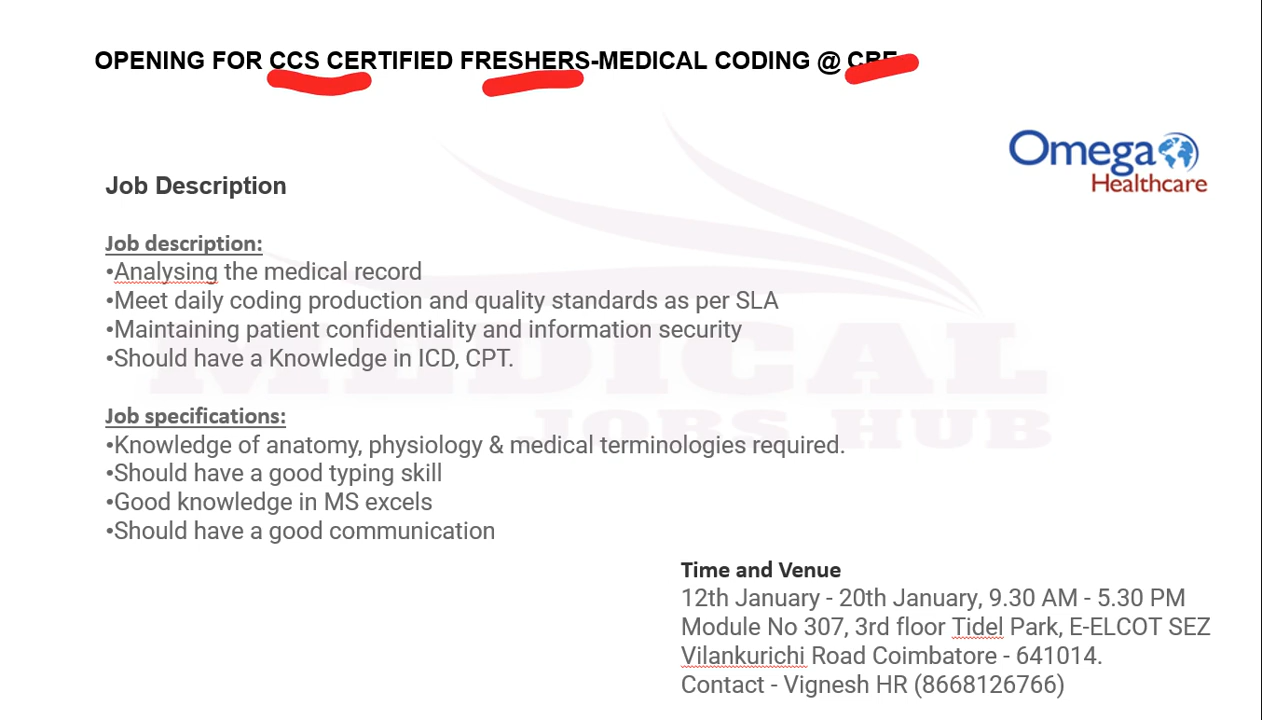 OPENING FOR CCS CERTIFIED FRESHERS-MEDICAL CODING @ CBE
Omega
Healthcare
Job Description
Job description:
•Analysing the medical record
•Meet daily coding production and quality standards as per SLA
•Maintaining patient confidentiality and information security
•Should have a Knowledge in ICD, CPT.
MEDICAL
JOBS HUB
Job specifications:
•Knowledge of anatomy, physiology & medical terminologies required.
•Should have a good typing skill
•Good knowledge in MS excels
•Should have a good communication
Time and Venue
12th January - 20th January, 9.30 AM - 5.30 PM
Module No 307, 3rd floor Tidel Park, E-ELCOT SEZ
Vilankurichi Road Coimbatore - 641014.
Contact - Vignesh HR (8668126766)